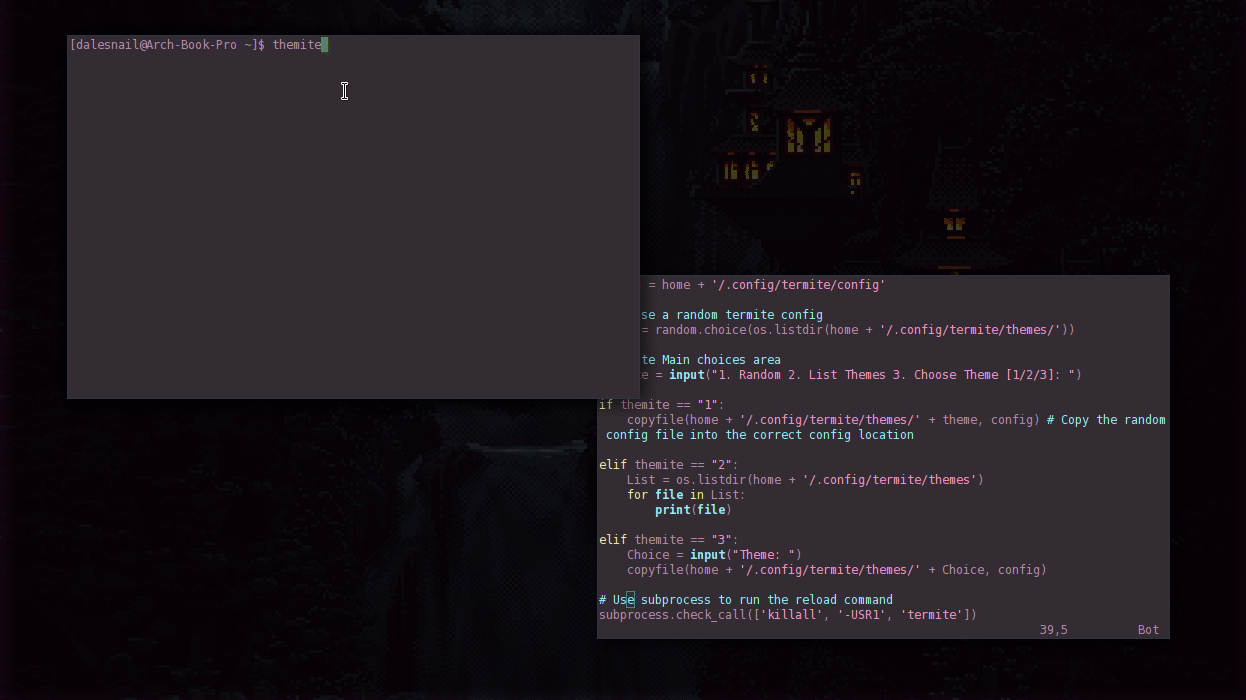 [dalesnail@Arch-Book-Pro ~]$ themite
= home + '/.config/termite/config'
se a random termite config
= random.choice(os.listdir(home + '/.config/termite/themes/'))
te Main choices area
e = input("1. Random 2. List Themes 3. Choose Theme [1/2/3]: ")
if themite == "1":
    copyfile(home + '/.config/termite/themes/' + theme, config) # Copy the random
 config file into the correct config location
elif themite == "2":
    List = os.listdir(home + '/.config/termite/themes')
    for file in List:
        print(file)
elif themite == "3":
    Choice = input("Theme: ")
    copyfile(home + '/.config/termite/themes/' + Choice, config)
# Use subprocess to run the reload command
subprocess.check_call(['killall', '-USR1', 'termite'])
39,5 Bot